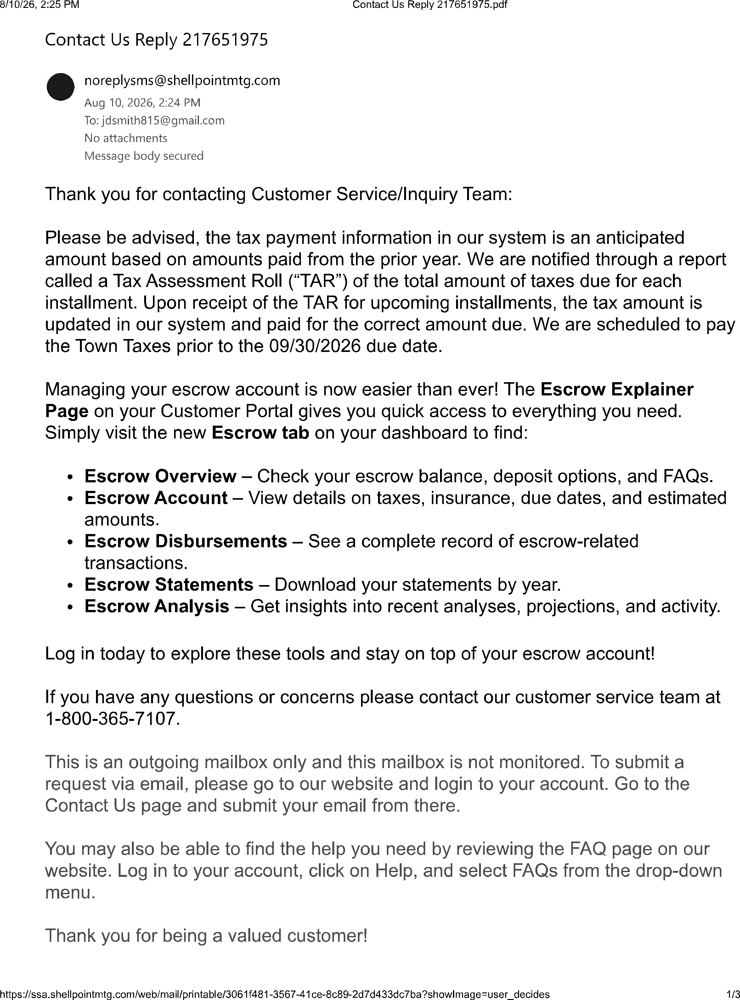 8/10/26, 2:25 PM
Contact Us Reply 217651975.pdf
Contact Us Reply 217651975
noreplysms@shellpointmtg.com
Aug 10, 2026, 2:24 PM
To: jdsmith815@gmail.com
No attachments
Message body secured
Thank you for contacting Customer Service/Inquiry Team:
Please be advised, the tax payment information in our system is an anticipated
amount based on amounts paid from the prior year. We are notified through a report
called a Tax Assessment Roll (“TAR”) of the total amount of taxes due for each
installment. Upon receipt of the TAR for upcoming installments, the tax amount is
updated in our system and paid for the correct amount due. We are scheduled to pay
the Town Taxes prior to the 09/30/2026 due date.
Managing your escrow account is now easier than ever! The Escrow Explainer
Page on your Customer Portal gives you quick access to everything you need.
Simply visit the new Escrow tab on your dashboard to find:
• Escrow Overview – Check your escrow balance, deposit options, and FAQs.
• Escrow Account – View details on taxes, insurance, due dates, and estimated
amounts.
• Escrow Disbursements – See a complete record of escrow-related
transactions.
• Escrow Statements – Download your statements by year.
• Escrow Analysis – Get insights into recent analyses, projections, and activity.
Log in today to explore these tools and stay on top of your escrow account!
If you have any questions or concerns please contact our customer service team at
1-800-365-7107.
This is an outgoing mailbox only and this mailbox is not monitored. To submit a
request via email, please go to our website and login to your account. Go to the
Contact Us page and submit your email from there.
You may also be able to find the help you need by reviewing the FAQ page on our
website. Log in to your account, click on Help, and select FAQs from the drop-down
menu.
Thank you for being a valued customer!
https://ssa.shellpointmtg.com/web/mail/printable/3061f481-3567-41ce-8c89-2d7d433dc7ba?showImage=user_decides
1/3